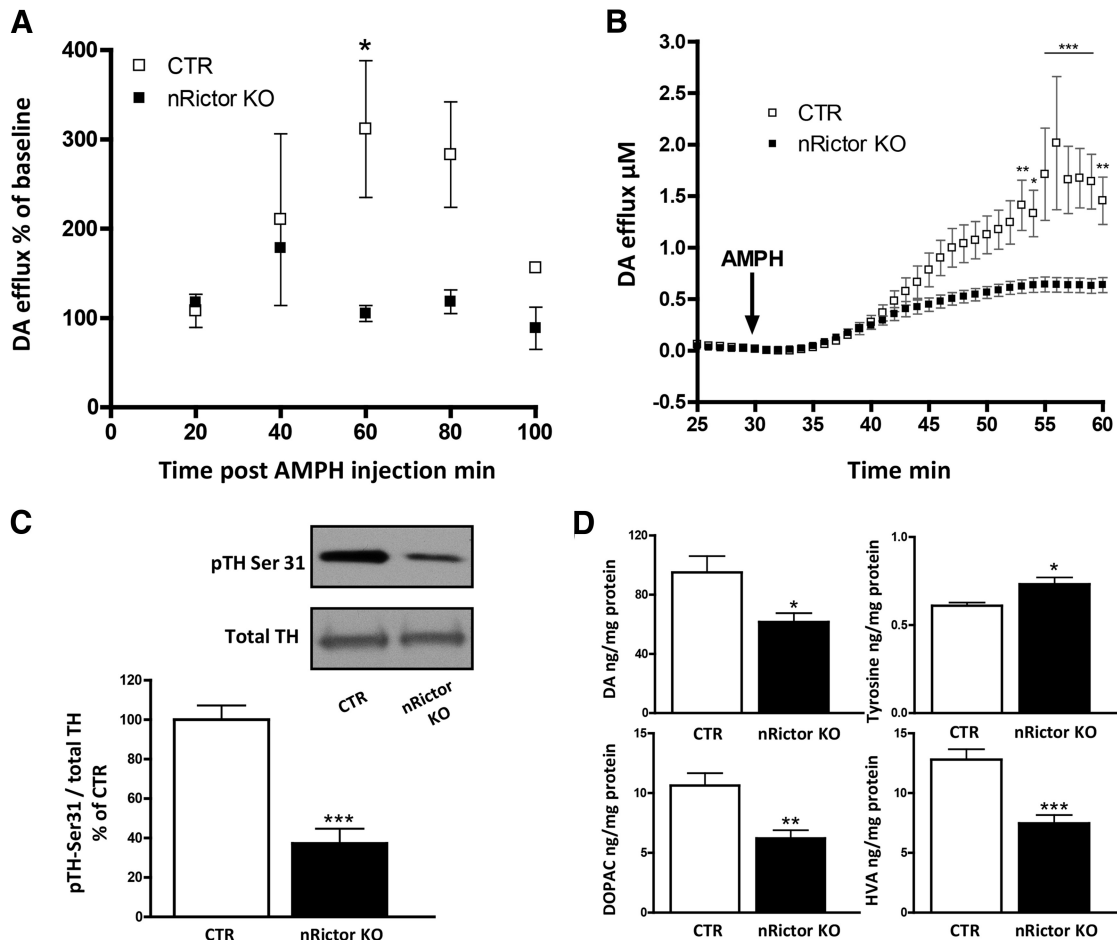 A
DA efflux % of baseline
400
300
200
100
0
CTR
nRictor KO
*
0 20 40 60 80 100
Time post AMPH injection min
B
DA efflux µM
3.0
2.5
2.0
1.5
1.0
0.5
0.0
-0.5
CTR
nRictor KO
AMPH
** * *** **
25 30 35 40 45 50 55 60
Time min
C
pTH Ser 31
Total TH
CTR
nRictor
KO
pTH-Ser31 / total TH
% of CTR
120
100
80
60
40
20
0
***
CTR nRictor KO
D
DA ng/mg protein
120
80
40
0
*
CTR nRictor KO
Tyrosine ng/mg protein
1.0
0.5
0.0
*
CTR nRictor KO
DOPAC ng/mg protein
15
10
5
0
**
CTR nRictor KO
HVA ng/mg protein
15
10
5
0
***
CTR nRictor KO